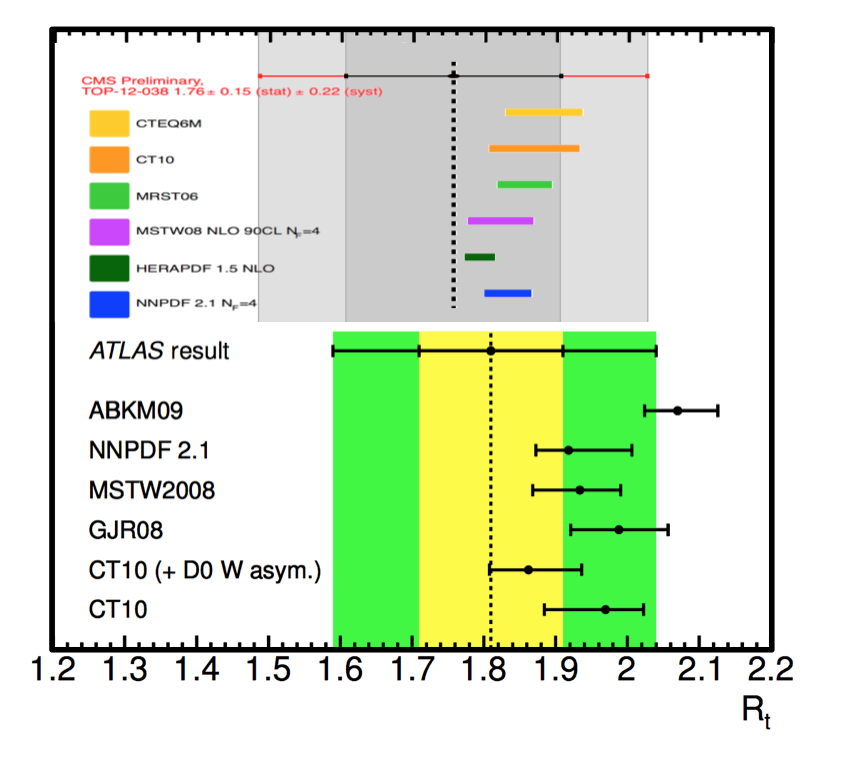 CMS Preliminary,
TOP-12-038 1.76± 0.15 (stat) ± 0.22 (syst)
CTEQ6M
CT10
MRST06
MSTW08 NLO 90CL N_F=4
HERAPDF 1.5 NLO
NNPDF 2.1 N_F=4
ATLAS result
ABKM09
NNPDF 2.1
MSTW2008
GJR08
CT10 (+ D0 W asym.)
CT10
1.2 1.3 1.4 1.5 1.6 1.7 1.8 1.9 2 2.1 2.2
R_t